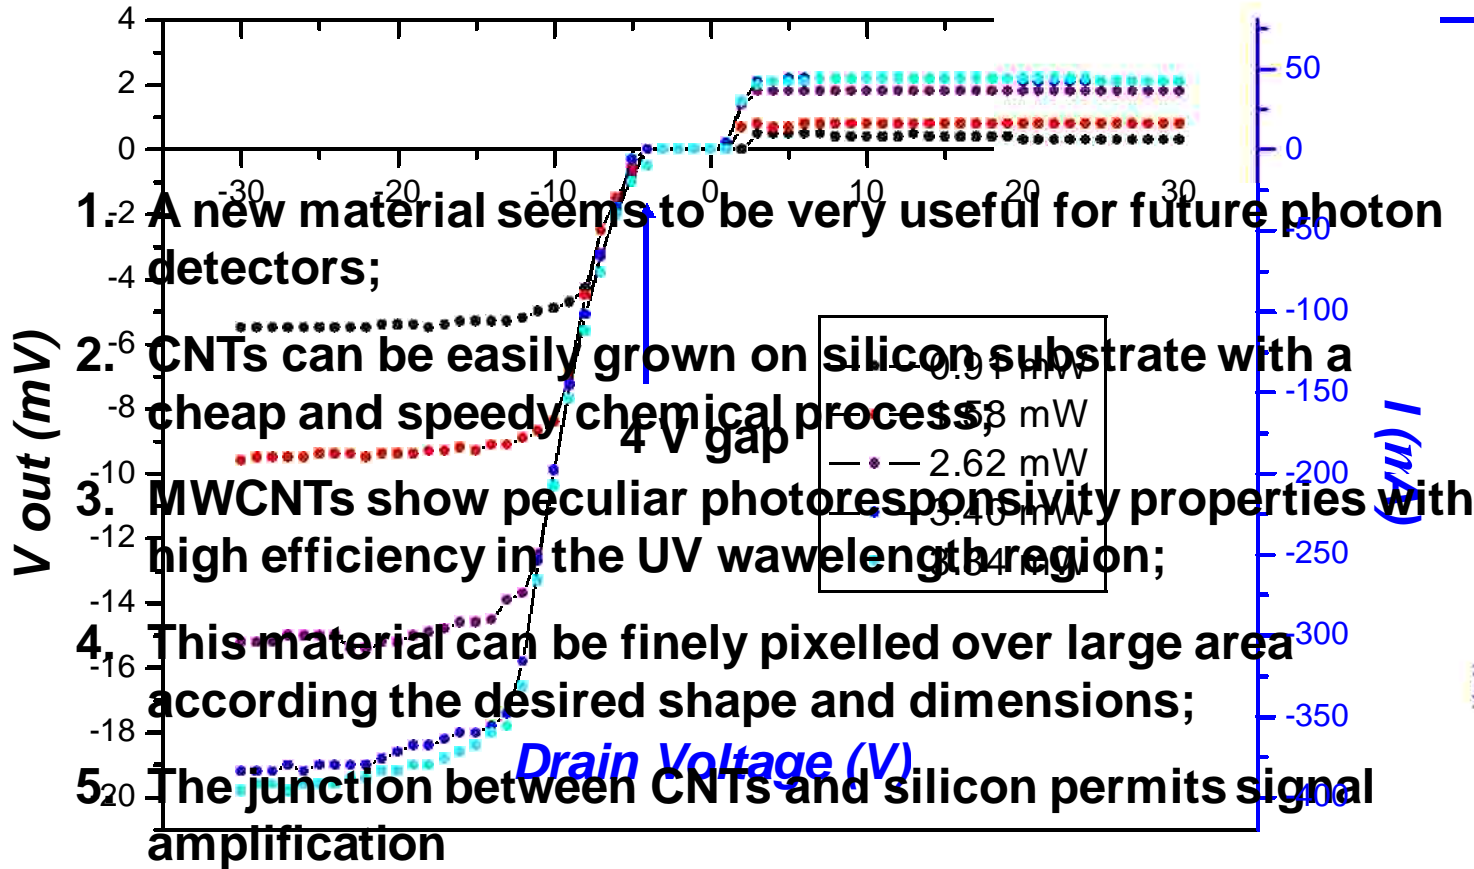 4
2
0
-2
-4
-6
-8
-10
-12
-14
-16
-18
-20
V out (mV)
-30
-20
-10
0
10
20
30
50
0
-50
-100
-150
-200
-250
-300
-350
-400
I (μA)
1. A new material seems to be very useful for future photon
detectors;
2. CNTs can be easily grown on silicon substrate with a
cheap and speedy chemical process;
4 V gap
0.91 mW
1.58 mW
2.62 mW
3.40 mW
mW
3. MWCNTs show peculiar photoresponsivity properties with
high efficiency in the UV wawelength region;
4. This material can be finely pixelled over large area
according the desired shape and dimensions;
Drain Voltage (V)
5. The junction between CNTs and silicon permits signal
amplification